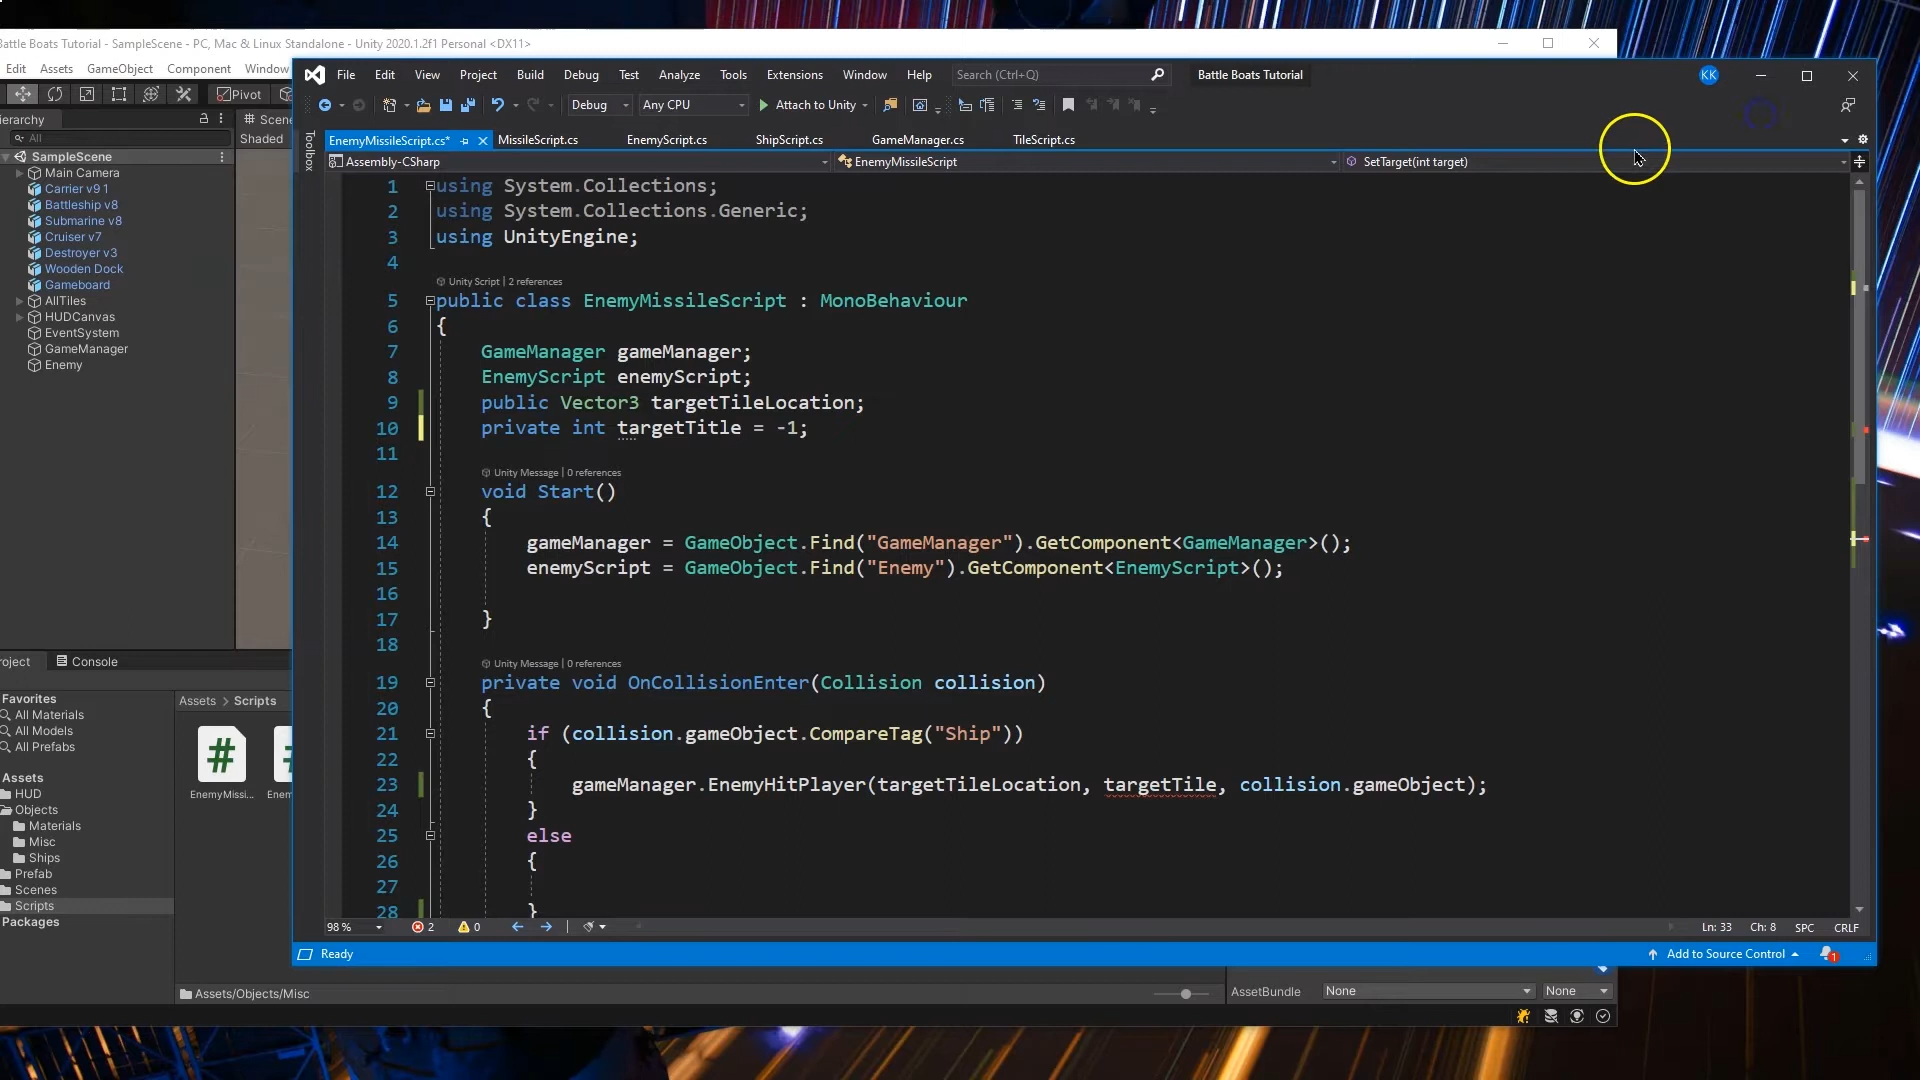 Battle Boats Tutorial - SampleScene - PC, Mac & Linux Standalone - Unity 2020.1.2f1 Personal <DX11>
Edit Assets GameObject Component Window
File Edit View Project Build Debug Test Analyze Tools Extensions Window Help Search (Ctrl+Q) Battle Boats Tutorial KK
Pivot
Debug Any CPU Attach to Unity
ierarchy
All
Scene
Shaded
Toolbox
EnemyMissileScript.cs* MissileScript.cs EnemyScript.cs ShipScript.cs GameManager.cs TileScript.cs
Assembly-CSharp EnemyMissileScript SetTarget(int target)
SampleScene
Main Camera
Carrier v9 1
Battleship v8
Submarine v8
Cruiser v7
Destroyer v3
Wooden Dock
Gameboard
AllTiles
HUDCanvas
EventSystem
GameManager
Enemy
1 using System.Collections;
2 using System.Collections.Generic;
3 using UnityEngine;
4
Unity Script | 2 references
5 public class EnemyMissileScript : MonoBehaviour
6 {
7 GameManager gameManager;
8 EnemyScript enemyScript;
9 public Vector3 targetTileLocation;
10 private int targetTitle = -1;
11
Unity Message | 0 references
12 void Start()
13 {
14 gameManager = GameObject.Find("GameManager").GetComponent<GameManager>();
15 enemyScript = GameObject.Find("Enemy").GetComponent<EnemyScript>();
16
17 }
18
Unity Message | 0 references
19 private void OnCollisionEnter(Collision collision)
20 {
21 if (collision.gameObject.CompareTag("Ship"))
22 {
23 gameManager.EnemyHitPlayer(targetTileLocation, targetTile, collision.gameObject);
24 }
25 else
26 {
27
28 }
98 % 2 0 Ln: 33 Ch: 8 SPC CRLF
Ready Add to Source Control 1
roject Console
Favorites
All Materials
All Models
All Prefabs
Assets
HUD
Objects
Materials
Misc
Ships
Prefab
Scenes
Scripts
Packages
Assets > Scripts
# #
EnemyMissi... Enem
Assets/Objects/Misc
AssetBundle None None